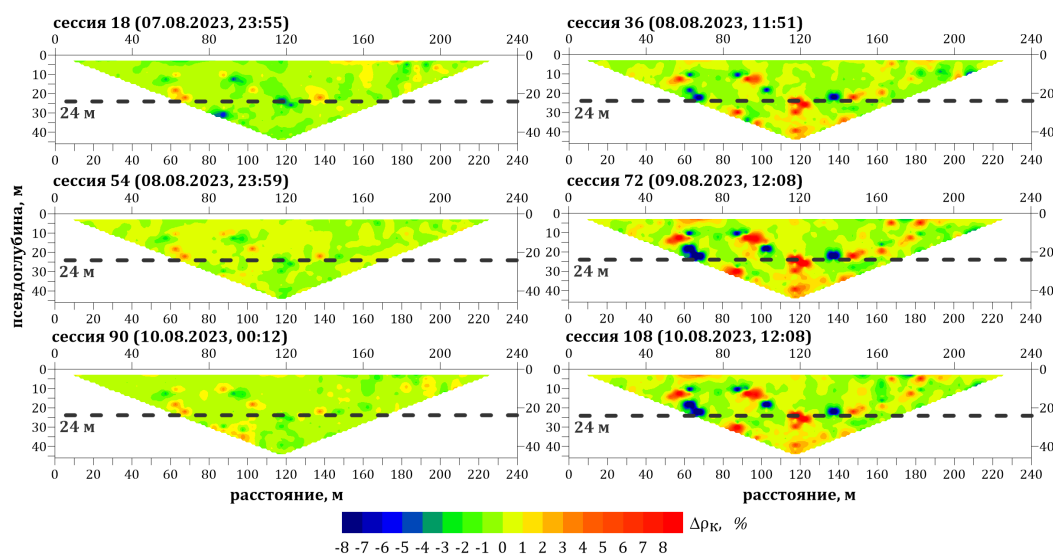 сессия 18 (07.08.2023, 23:55)
0 40 80 120 160 200 240
0 10 20 30 40
0 20 40
24 м
0 20 40 60 80 100 120 140 160 180 200 220 240
сессия 36 (08.08.2023, 11:51)
0 40 80 120 160 200 240
0 10 20 30 40
0 20 40
24 м
0 20 40 60 80 100 120 140 160 180 200 220 240
сессия 54 (08.08.2023, 23:59)
0 40 80 120 160 200 240
0 10 20 30 40
0 20 40
24 м
0 20 40 60 80 100 120 140 160 180 200 220 240
сессия 72 (09.08.2023, 12:08)
0 40 80 120 160 200 240
0 10 20 30 40
0 20 40
24 м
0 20 40 60 80 100 120 140 160 180 200 220 240
псевдоглубина, м
сессия 90 (10.08.2023, 00:12)
0 40 80 120 160 200 240
0 10 20 30 40
0 20 40
24 м
0 20 40 60 80 100 120 140 160 180 200 220 240
расстояние, м
сессия 108 (10.08.2023, 12:08)
0 40 80 120 160 200 240
0 10 20 30 40
0 20 40
24 м
0 20 40 60 80 100 120 140 160 180 200 220 240
расстояние, м
Δρκ, %
-8 -7 -6 -5 -4 -3 -2 -1 0 1 2 3 4 5 6 7 8